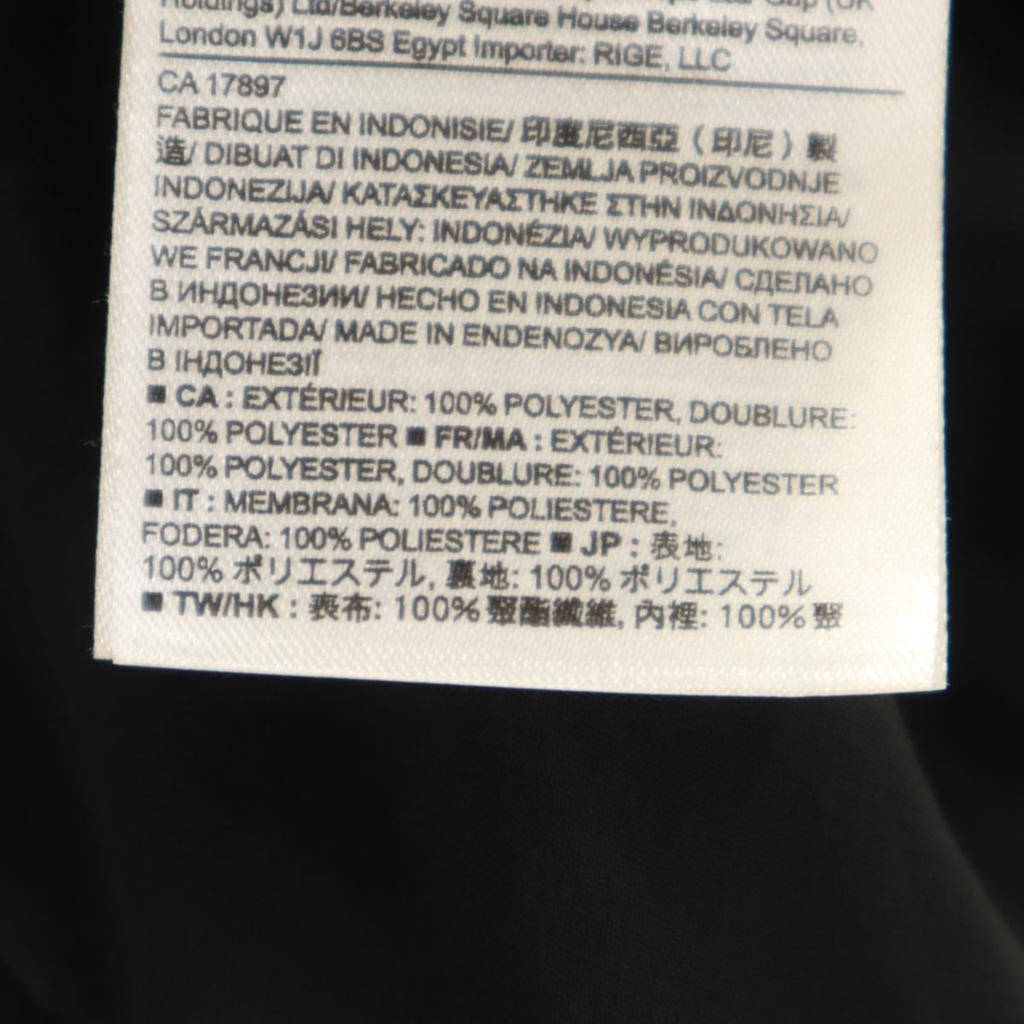 Holdings) Ltd/Berkeley Square House Berkeley Square,
London W1J 6BS Egypt Importer: RIGE, LLC
CA 17897
FABRIQUE EN INDONISIE/ 印度尼西亞（印尼）製
造/ DIBUAT DI INDONESIA/ ZEMLJA PROIZVODNJE
INDONEZIJA/ ΚΑΤΑΣΚΕΥΑΣΤΗΚΕ ΣΤΗΝ ΙΝΔΟΝΗΣΙΑ/
SZÁRMAZÁSI HELY: INDONÉZIA/ WYPRODUKOWANO
WE FRANCJI/ FABRICADO NA INDONÉSIA/ СДЕЛАНО
В ИНДОНЕЗИИ/ HECHO EN INDONESIA CON TELA
IMPORTADA/ MADE IN ENDENOZYA/ ВИРОБЛЕНО
В ІНДОНЕЗІЇ
■ CA : EXTÉRIEUR: 100% POLYESTER, DOUBLURE:
100% POLYESTER ■ FR/MA : EXTÉRIEUR:
100% POLYESTER, DOUBLURE: 100% POLYESTER
■ IT : MEMBRANA: 100% POLIESTERE,
FODERA: 100% POLIESTERE ■ JP : 表地:
100% ポリエステル, 裏地: 100% ポリエステル
■ TW/HK : 表布: 100% 聚酯纖維, 內裡: 100% 聚